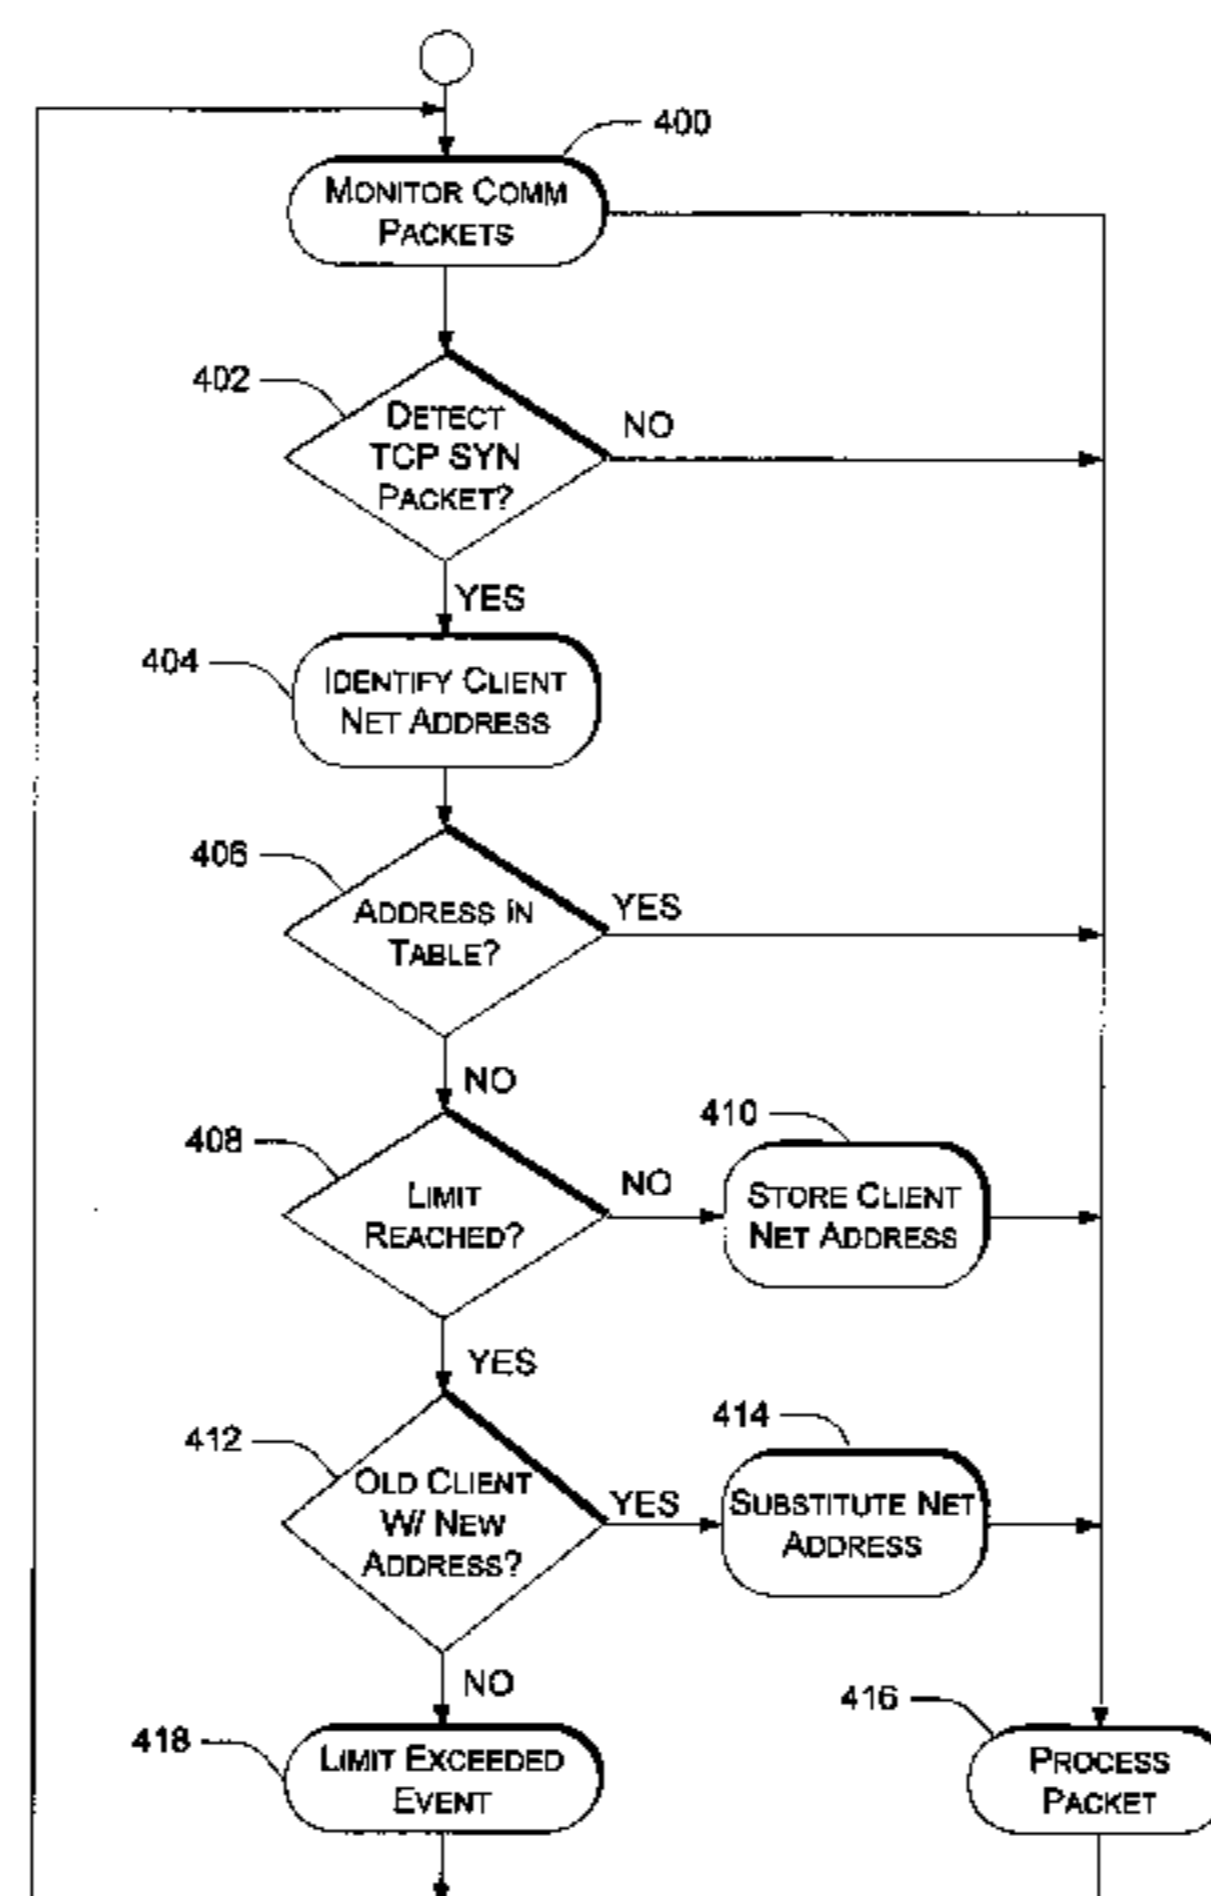 400
MONITOR COMM
PACKETS
402
DETECT
TCP SYN
PACKET?
NO
YES
404
IDENTIFY CLIENT
NET ADDRESS
406
ADDRESS IN
TABLE?
YES
NO
408
LIMIT
REACHED?
NO
410
STORE CLIENT
NET ADDRESS
YES
412
OLD CLIENT
W/ NEW
ADDRESS?
YES
414
SUBSTITUTE NET
ADDRESS
NO
418
LIMIT EXCEEDED
EVENT
416
PROCESS
PACKET